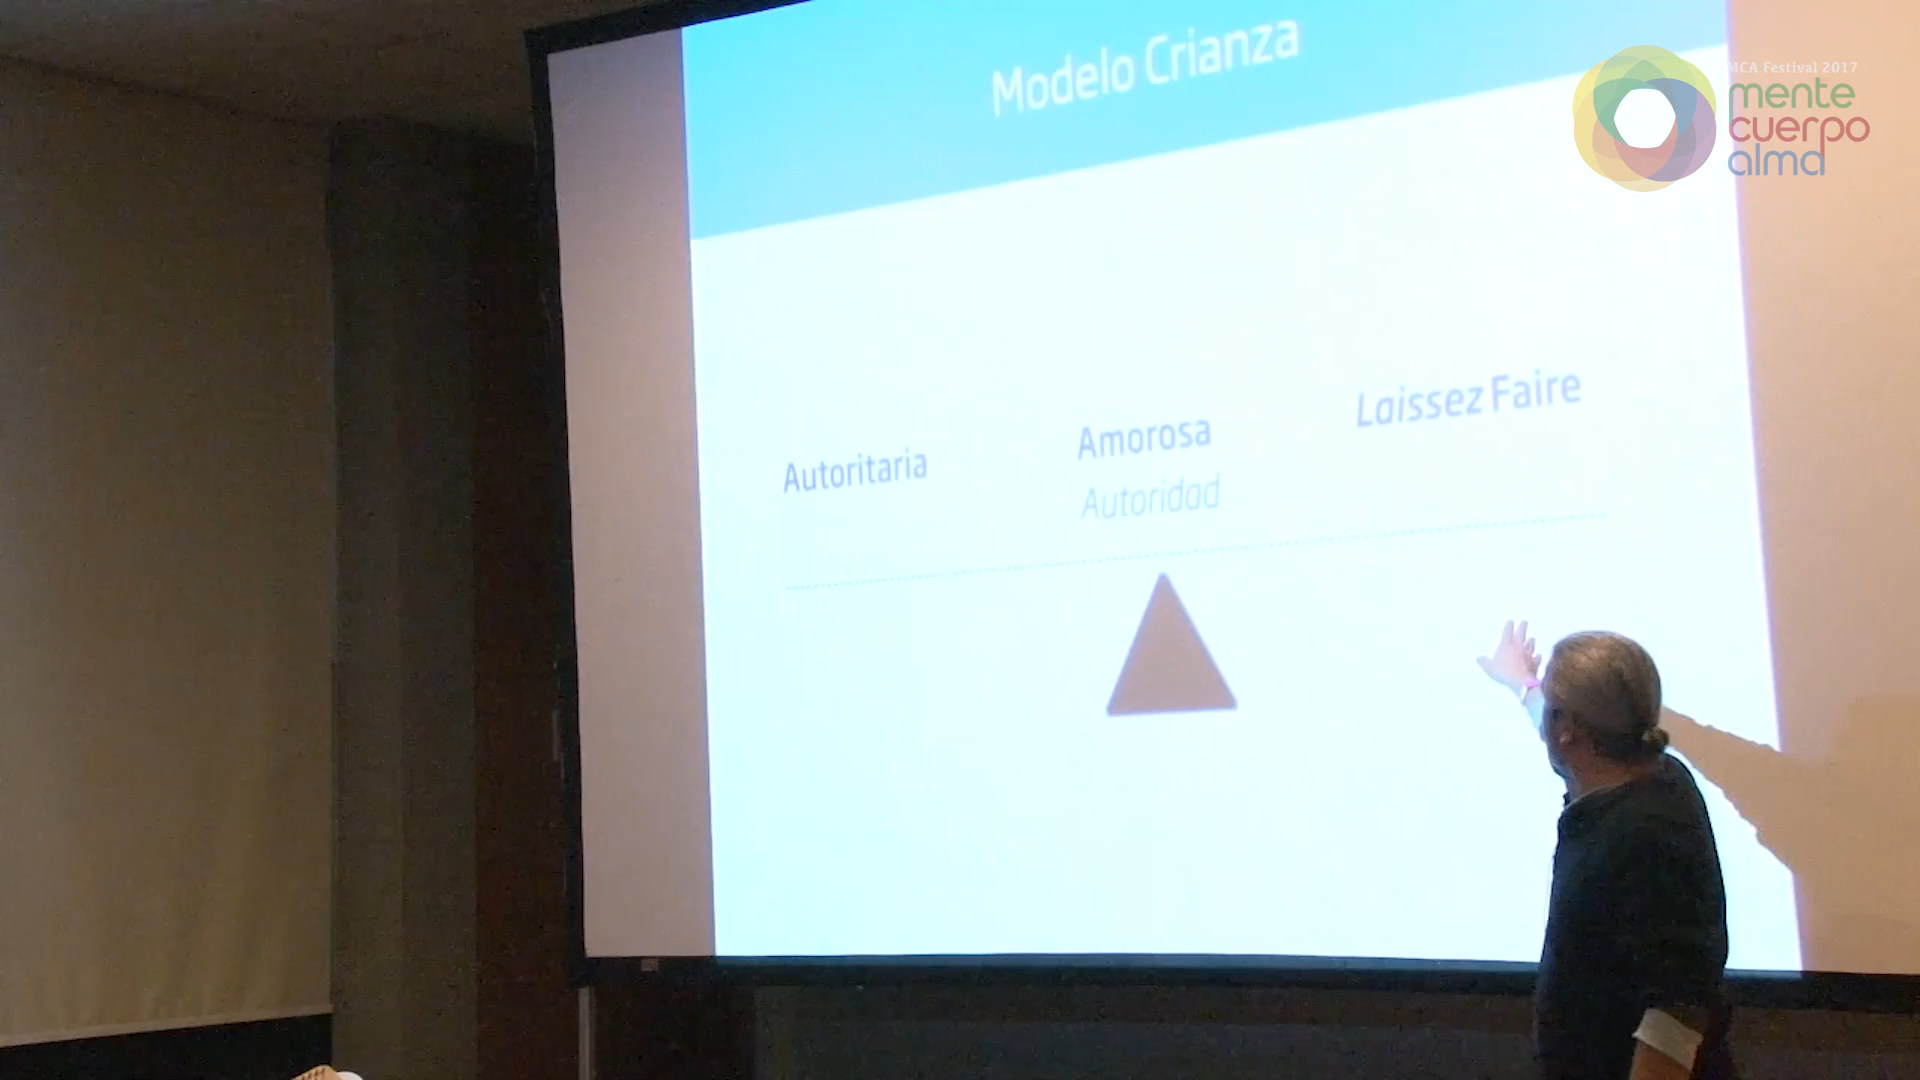 Modelo Crianza
MCA Festival 2017
mente
cuerpo
alma
Autoritaria
Amorosa
Autoridad
Laissez Faire